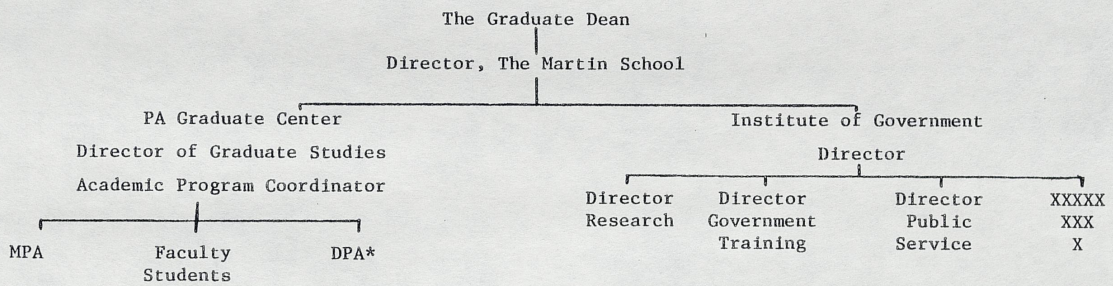 The Graduate Dean
Director, The Martin School
PA Graduate Center
Director of Graduate Studies
Academic Program Coordinator
MPA
Faculty
Students
DPA*
Institute of Government
Director
Director
Research
Director
Government
Training
Director
Public
Service
XXXXX
XXX
X